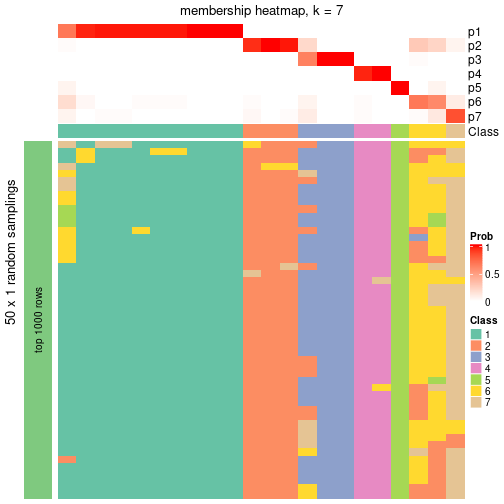 membership heatmap, k = 7
p1
p2
p3
p4
p5
p6
p7
Class
50 x 1 random samplings
top 1000 rows
Prob
1
0.5
0
Class
1
2
3
4
5
6
7